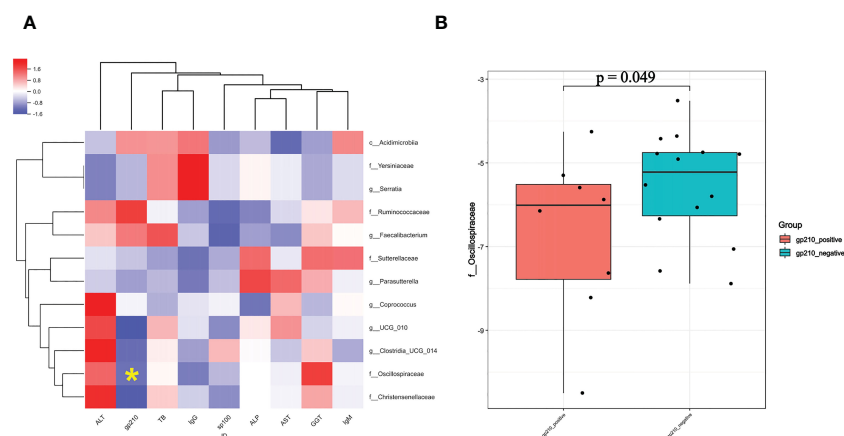 A
B
1.6
0.8
0.0
-0.8
-1.6
c__Acidimicrobiia
f__Yersiniaceae
g__Serratia
f__Ruminococcaceae
g__Faecalibacterium
f__Sutterellaceae
g__Parasutterella
g__Coprococcus
g__UCG_010
g__Clostridia_UCG_014
f__Oscillospiraceae
f__Christensenellaceae
*
ALT
gp210
TB
IgG
sp100
ALP
AST
GGT
IgM
p = 0.049
-3
-5
-7
-9
f__Oscillospiraceae
gp210_positive
gp210_negative
Group
gp210_positive
gp210_negative